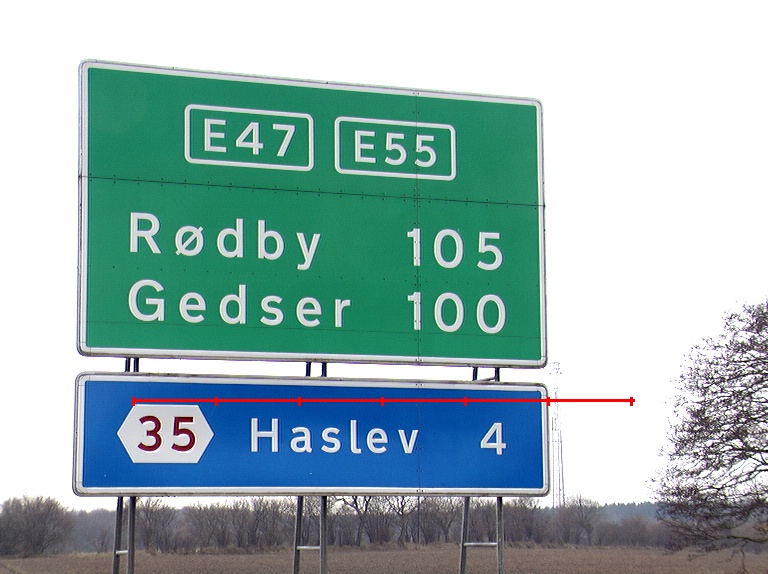 E47 E55
Rødby 105
Gedser 100
35 Haslev 4